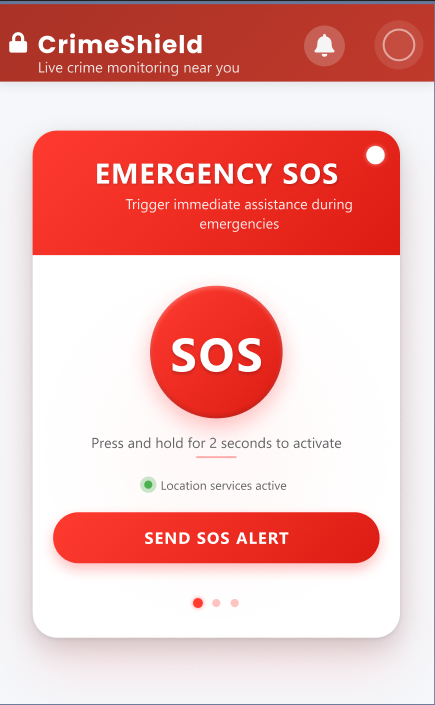 CrimeShield
Live crime monitoring near you
EMERGENCY SOS
Trigger immediate assistance during
emergencies
SOS
Press and hold for 2 seconds to activate
Location services active
SEND SOS ALERT